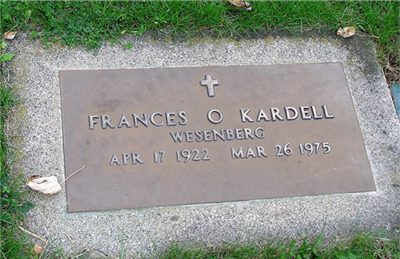 FRANCES O KARDELL
WESENBERG
APR 17 1922 MAR 26 1975